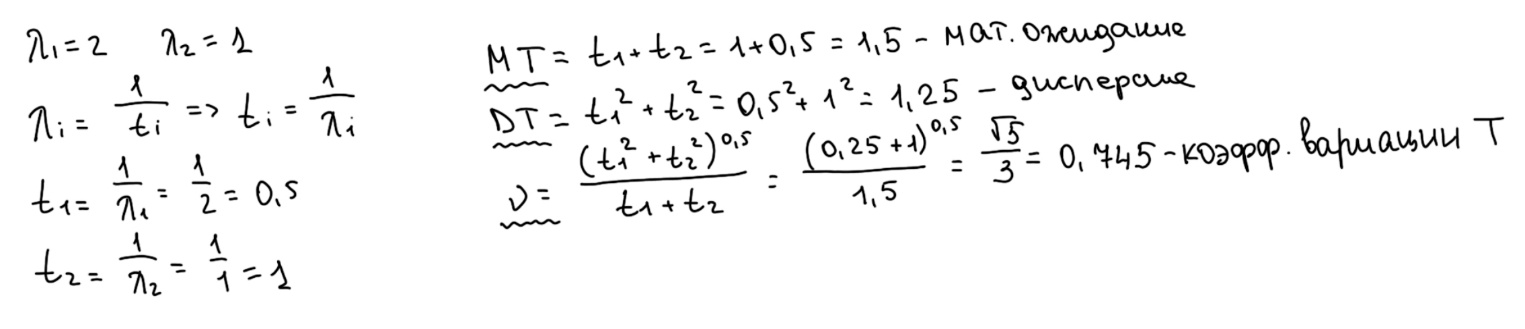 λ₁ = 2   λ₂ = 1
λi = 1/ti => ti = 1/λi
t₁ = 1/λ₁ = 1/2 = 0,5
t₂ = 1/λ₂ = 1/1 = 1
MT = t₁ + t₂ = 1 + 0,5 = 1,5 – мат. ожидание
DT = t₁² + t₂² = 0,5² + 1² = 1,25 – дисперсия
ν = (t₁² + t₂²)^0,5 / (t₁ + t₂) = (0,25 + 1)^0,5 / 1,5 = √5/3 = 0,745 – коэфф. вариации T